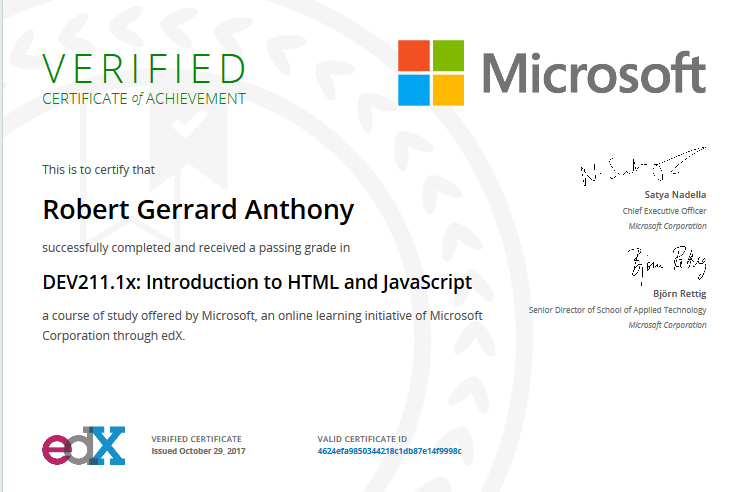 VERIFIED
CERTIFICATE of ACHIEVEMENT
Microsoft
This is to certify that
Robert Gerrard Anthony
successfully completed and received a passing grade in
DEV211.1x: Introduction to HTML and JavaScript
a course of study offered by Microsoft, an online learning initiative of Microsoft
Corporation through edX.
Satya Nadella
Chief Executive Officer
Microsoft Corporation
Björn Rettig
Björn Rettig
Senior Director of School of Applied Technology
Microsoft Corporation
edX
VERIFIED CERTIFICATE
Issued October 29, 2017
VALID CERTIFICATE ID
4624efa9850344218c1db87e14f9998c